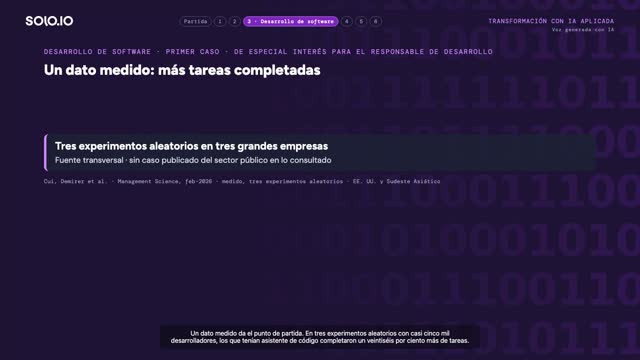 SOLO.IO
Partida 1 2 3 · Desarrollo de software 4 5 6
TRANSFORMACIÓN CON IA APLICADA
Voz generada con IA
DESARROLLO DE SOFTWARE · PRIMER CASO · DE ESPECIAL INTERÉS PARA EL RESPONSABLE DE DESARROLLO
Un dato medido: más tareas completadas
Tres experimentos aleatorios en tres grandes empresas
Fuente transversal · sin caso publicado del sector público en lo consultado
Cui, Demirer et al. · Management Science, feb-2026 · medido, tres experimentos aleatorios · EE. UU. y Sudeste Asiático
Un dato medido da el punto de partida. En tres experimentos aleatorios con casi cinco mil
desarrolladores, los que tenían asistente de código completaron un veintiséis por ciento más de tareas.